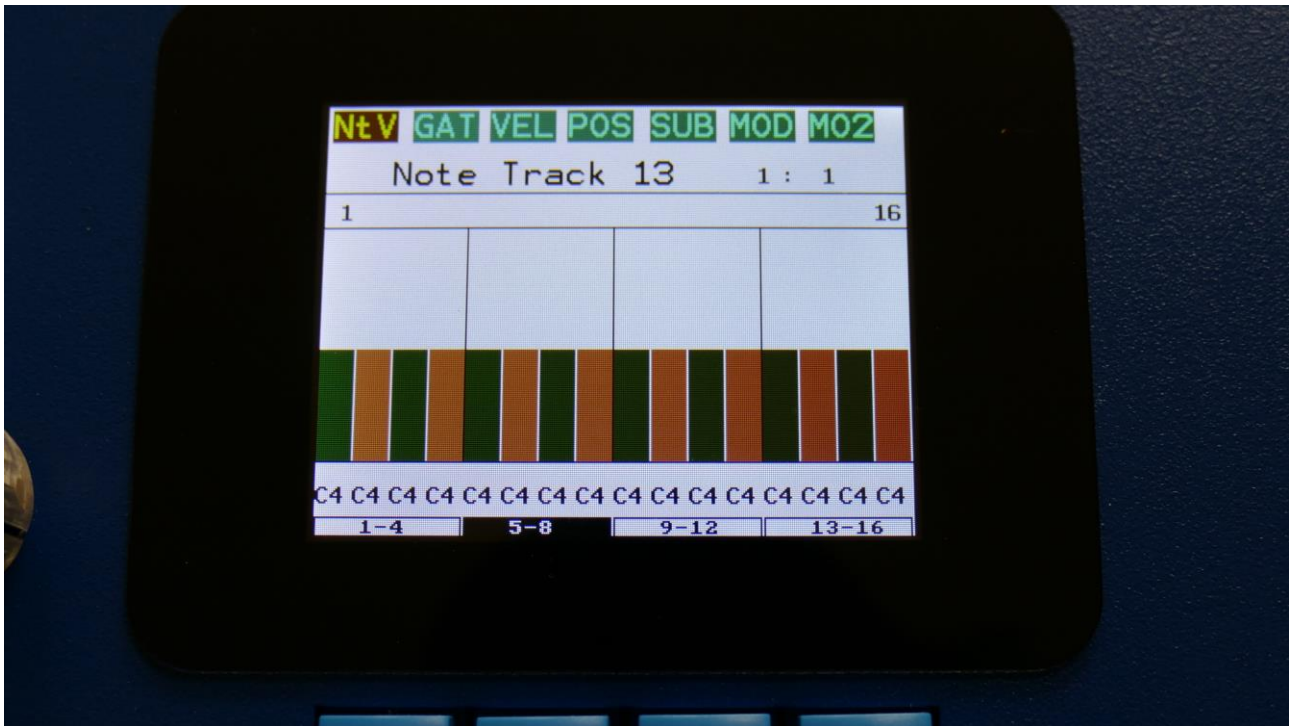 NtV GAT VEL POS SUB MOD MO2
Note Track 13 1: 1
1 16
C4 C4 C4 C4 C4 C4 C4 C4 C4 C4 C4 C4 C4 C4 C4 C4
1-4 5-8 9-12 13-16